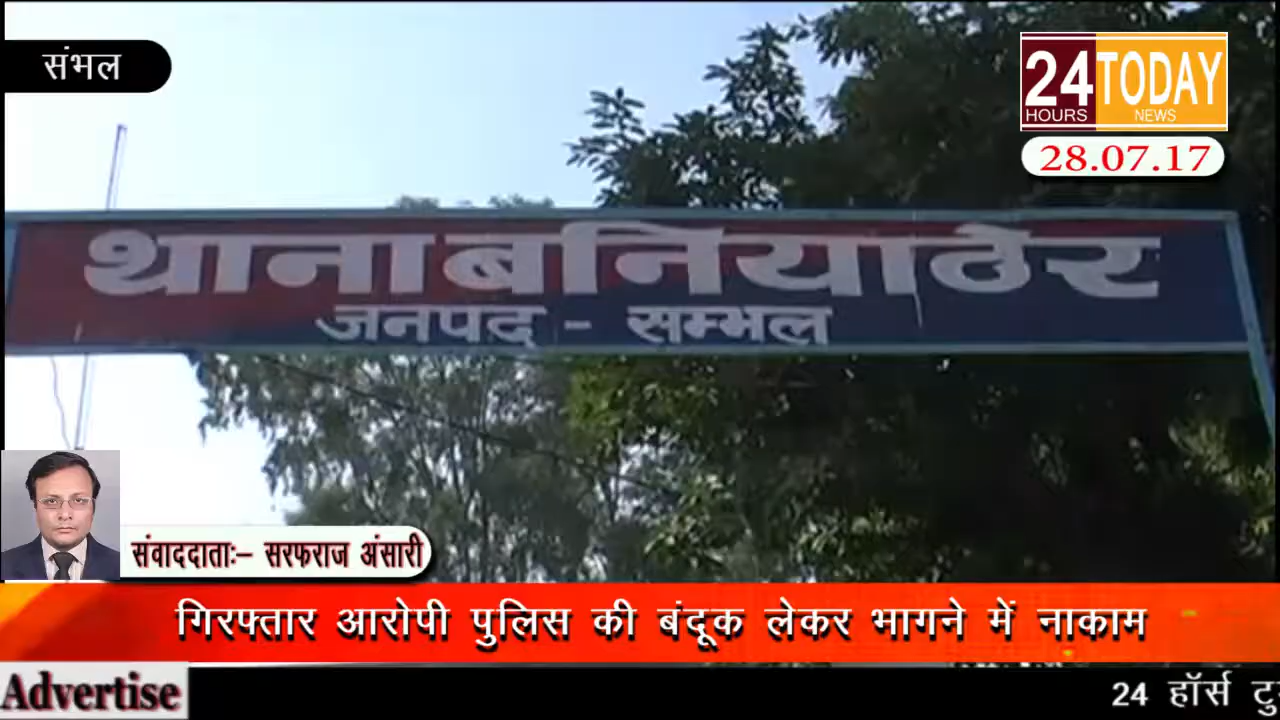 संभल
24 TODAY
HOURS NEWS
28.07.17
थाना बनियाठेर
जनपद - सम्भल
संवाददाताः– सरफराज अंसारी
गिरफ्तार आरोपी पुलिस की बंदूक लेकर भागने में नाकाम
Advertise
24 हॉर्स